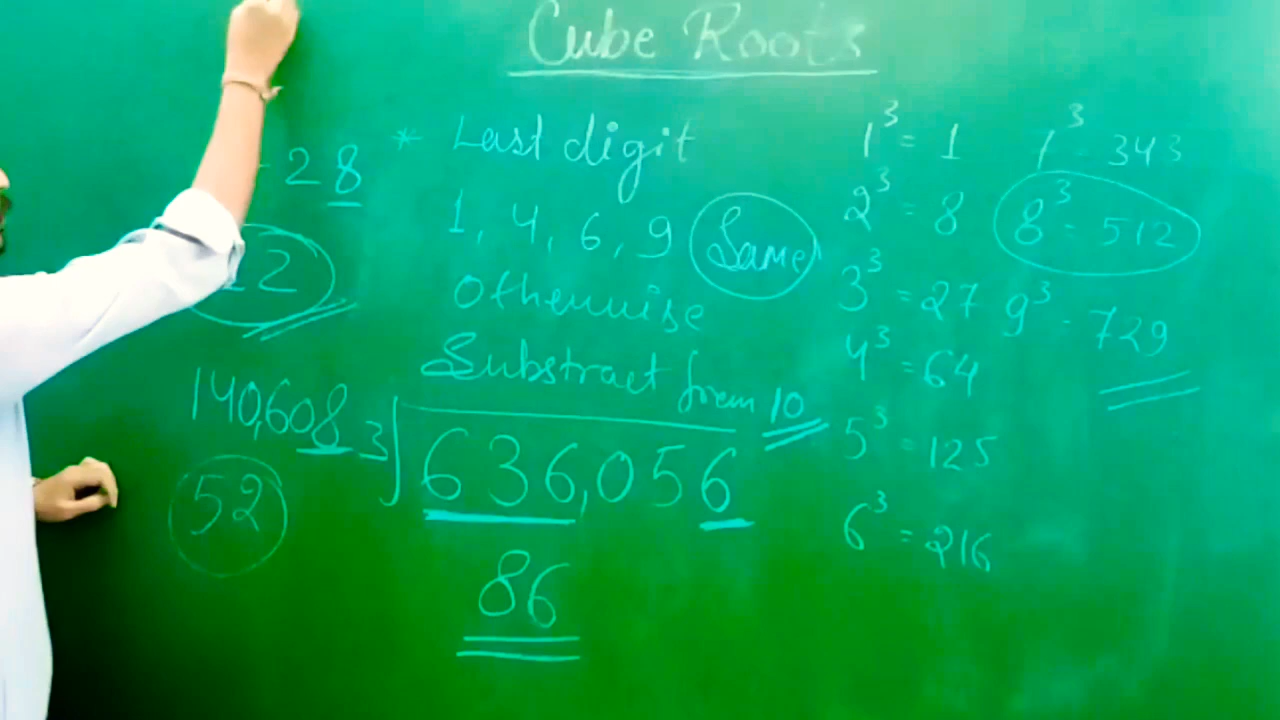 Cube Roots
* Last digit
1, 4, 6, 9 Same
otherwise
Substract from 10
28
12
140,608
52
3√636,056
86
1³ = 1
2³ = 8
3³ = 27
4³ = 64
5³ = 125
6³ = 216
343
8³ = 512
9³ - 729